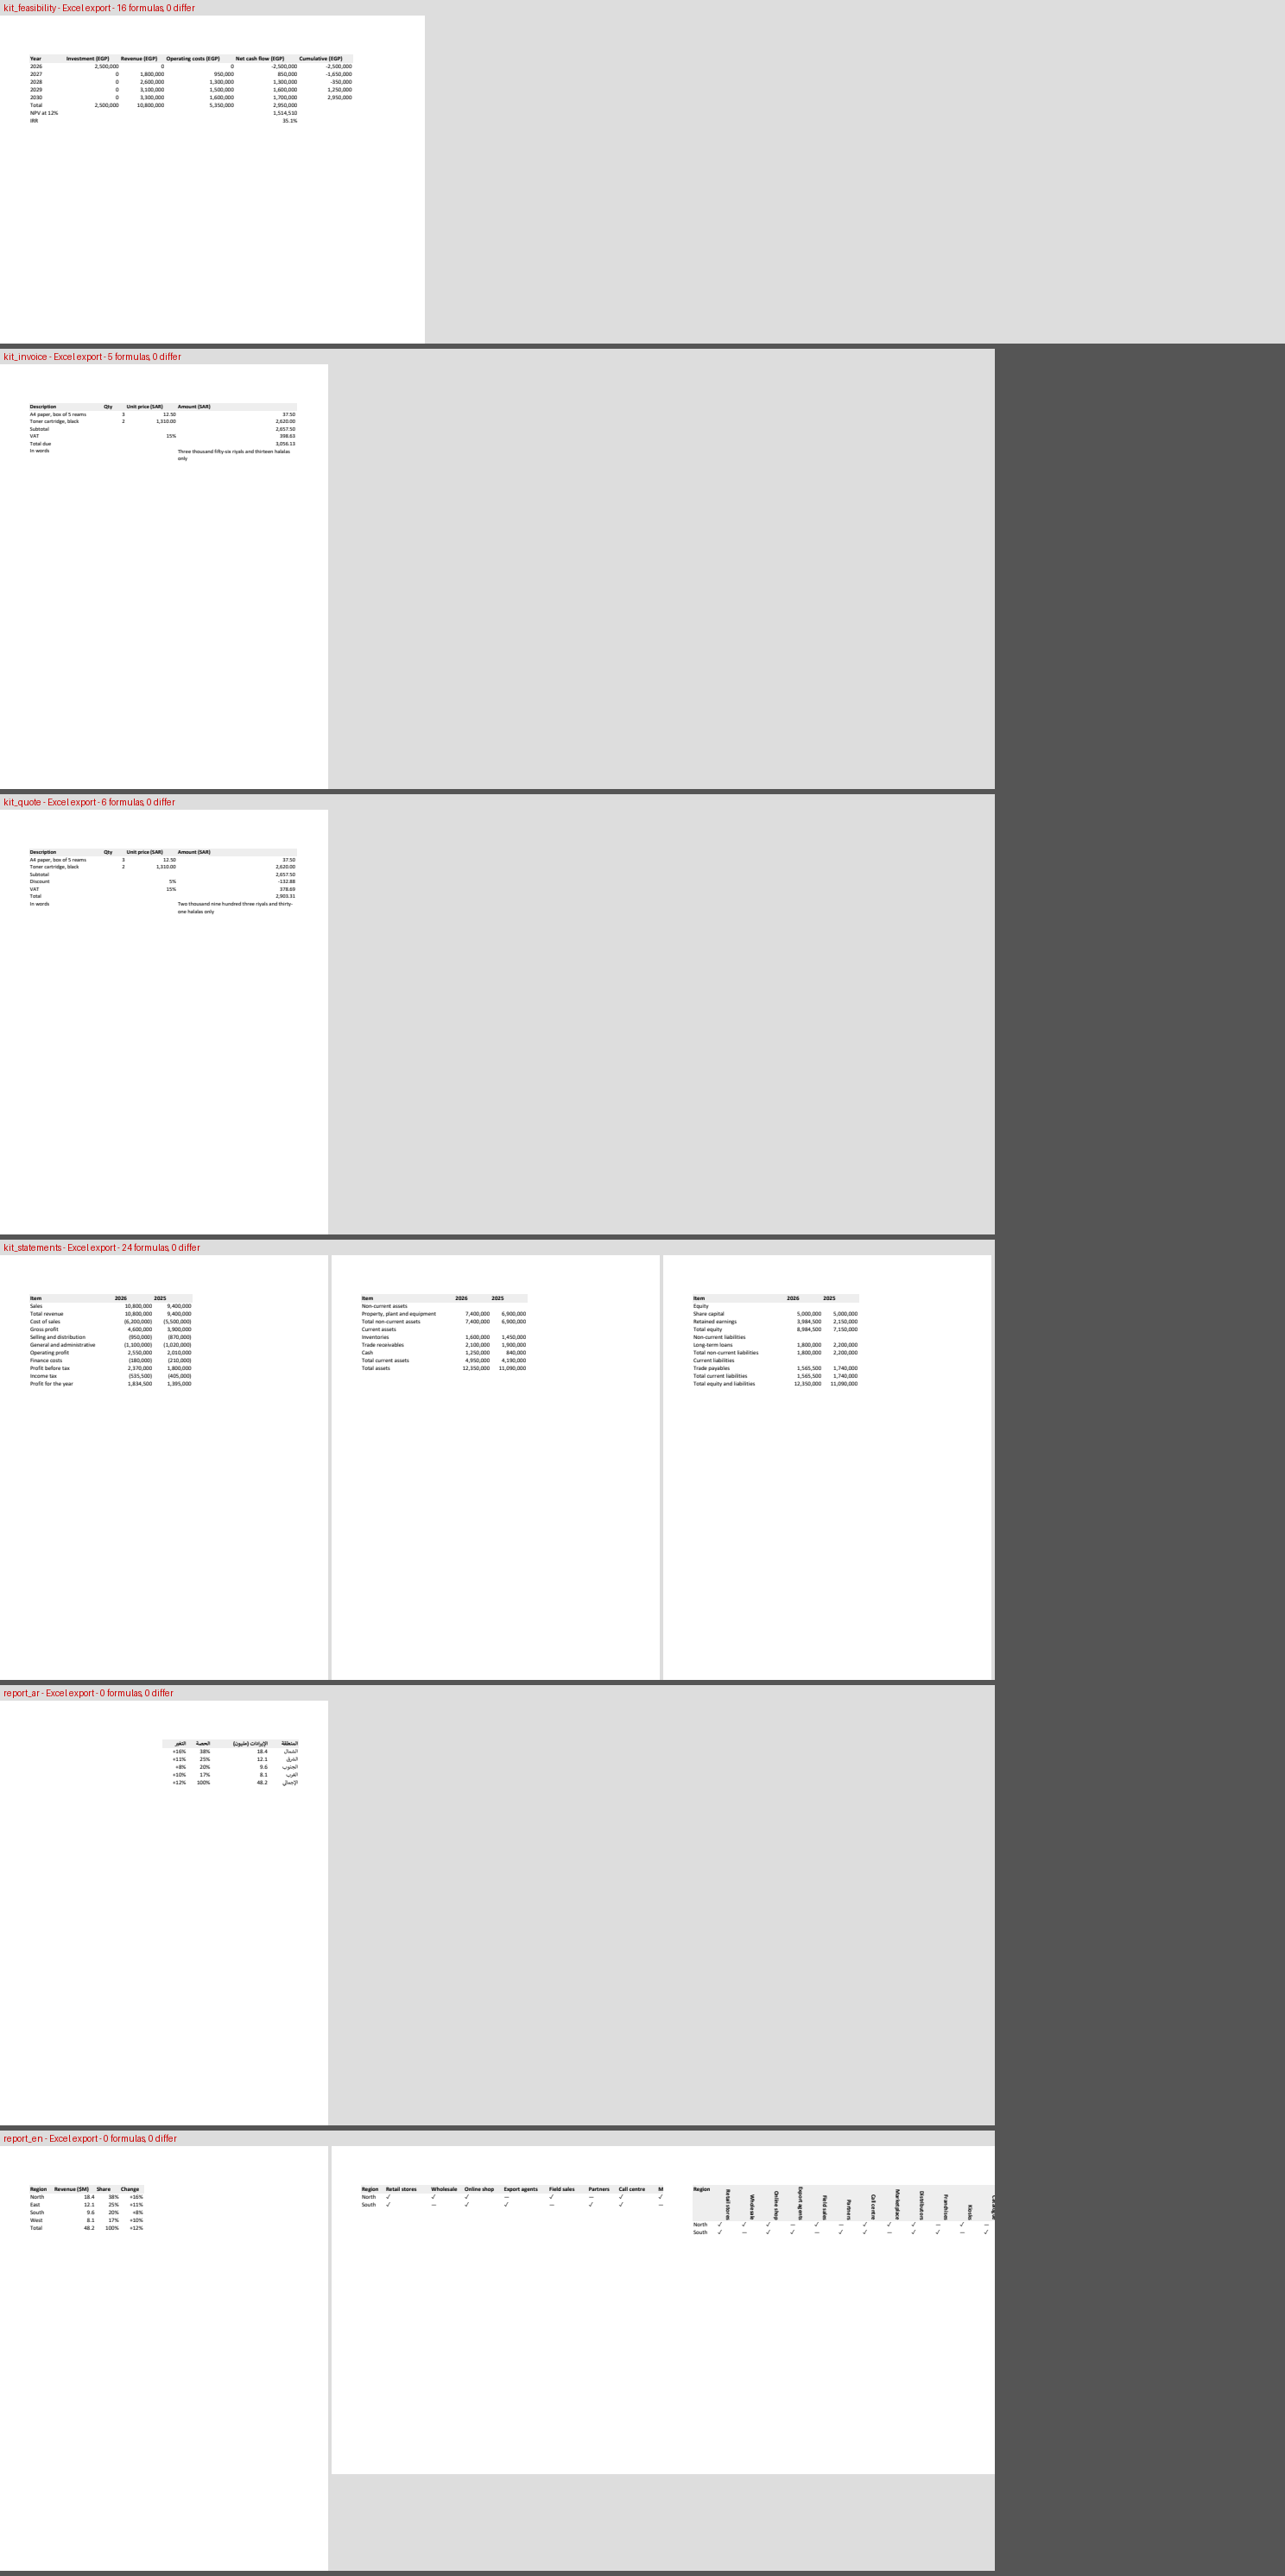 kit_feasibility - Excel export - 16 formulas, 0 differ
Year Investment (EGP) Revenue (EGP) Operating costs (EGP) Net cash flow (EGP) Cumulative (EGP)
2026 2,500,000 0 0 -2,500,000 -2,500,000
2027 0 1,800,000 950,000 850,000 -1,650,000
2028 0 2,600,000 1,300,000 1,300,000 -350,000
2029 0 3,100,000 1,500,000 1,600,000 1,250,000
2030 0 3,300,000 1,600,000 1,700,000 2,950,000
Total 2,500,000 10,800,000 5,350,000 2,950,000
NPV at 12% 1,514,510
IRR 35.1%
kit_invoice - Excel export - 5 formulas, 0 differ
Description Qty Unit price (SAR) Amount (SAR)
A4 paper, box of 5 reams 3 12.50 37.50
Toner cartridge, black 2 1,310.00 2,620.00
Subtotal 2,657.50
VAT 15% 398.63
Total due 3,056.13
In words Three thousand fifty-six riyals and thirteen halalas
only
kit_quote - Excel export - 6 formulas, 0 differ
Description Qty Unit price (SAR) Amount (SAR)
A4 paper, box of 5 reams 3 12.50 37.50
Toner cartridge, black 2 1,310.00 2,620.00
Subtotal 2,657.50
Discount 5% -132.88
VAT 15% 378.69
Total 2,903.31
In words Two thousand nine hundred three riyals and thirty-
one halalas only
kit_statements - Excel export - 24 formulas, 0 differ
Item 2026 2025
Sales 10,800,000 9,400,000
Total revenue 10,800,000 9,400,000
Cost of sales (6,200,000) (5,500,000)
Gross profit 4,600,000 3,900,000
Selling and distribution (950,000) (870,000)
General and administrative (1,100,000) (1,020,000)
Operating profit 2,550,000 2,010,000
Finance costs (180,000) (210,000)
Profit before tax 2,370,000 1,800,000
Income tax (535,500) (405,000)
Profit for the year 1,834,500 1,395,000
Item 2026 2025
Non-current assets
Property, plant and equipment 7,400,000 6,900,000
Total non-current assets 7,400,000 6,900,000
Current assets
Inventories 1,600,000 1,450,000
Trade receivables 2,100,000 1,900,000
Cash 1,250,000 840,000
Total current assets 4,950,000 4,190,000
Total assets 12,350,000 11,090,000
Item 2026 2025
Equity
Share capital 5,000,000 5,000,000
Retained earnings 3,984,500 2,150,000
Total equity 8,984,500 7,150,000
Non-current liabilities
Long-term loans 1,800,000 2,200,000
Total non-current liabilities 1,800,000 2,200,000
Current liabilities
Trade payables 1,565,500 1,740,000
Total current liabilities 1,565,500 1,740,000
Total equity and liabilities 12,350,000 11,090,000
report_ar - Excel export - 0 formulas, 0 differ
المنطقة الإيرادات (مليون) الحصة التغير
الشمال 18.4 38% +16%
الشرق 12.1 25% +11%
الجنوب 9.6 20% +8%
الغرب 8.1 17% +10%
الإجمالي 48.2 100% +12%
report_en - Excel export - 0 formulas, 0 differ
Region Revenue ($M) Share Change
North 18.4 38% +16%
East 12.1 25% +11%
South 9.6 20% +8%
West 8.1 17% +10%
Total 48.2 100% +12%
Region Retail stores Wholesale Online shop Export agents Field sales Partners Call centre M
North ✓ ✓ ✓ — ✓ — ✓ ✓
South ✓ — ✓ ✓ — ✓ ✓ —
Region Retail stores Wholesale Online shop Export agents Field sales Partners Call centre Marketplace Distributors Franchises Kiosks
North ✓ ✓ ✓ — ✓ — ✓ ✓ ✓ — ✓ —
South ✓ — ✓ ✓ — ✓ ✓ — ✓ ✓ — ✓